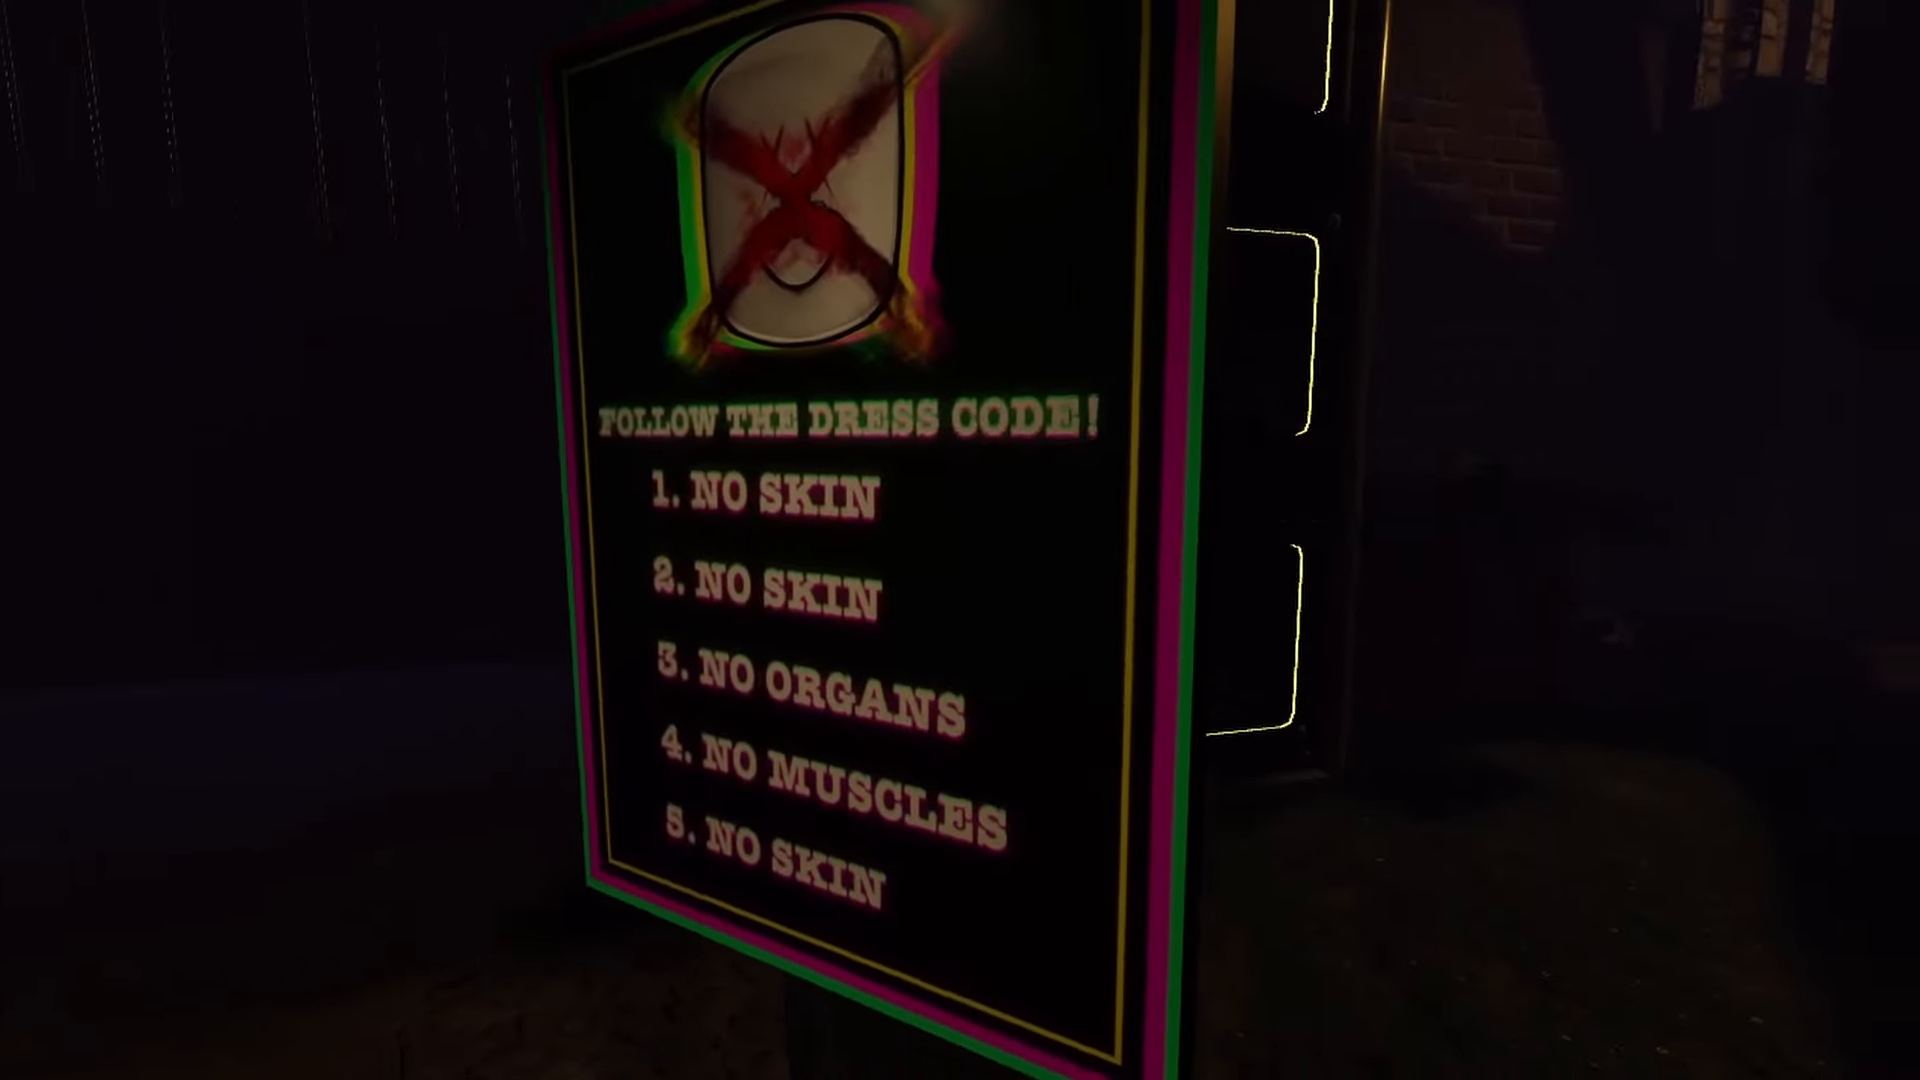 FOLLOW THE DRESS CODE!
1. NO SKIN
2. NO SKIN
3. NO ORGANS
4. NO MUSCLES
5. NO SKIN